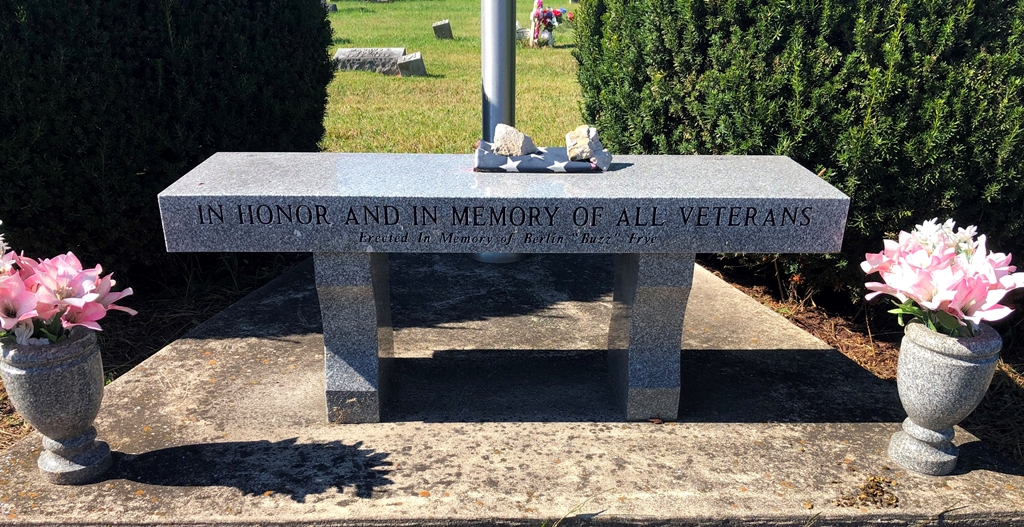 IN HONOR AND IN MEMORY OF ALL VETERANS
Erected In Memory of Berlin "Buzz" Frye